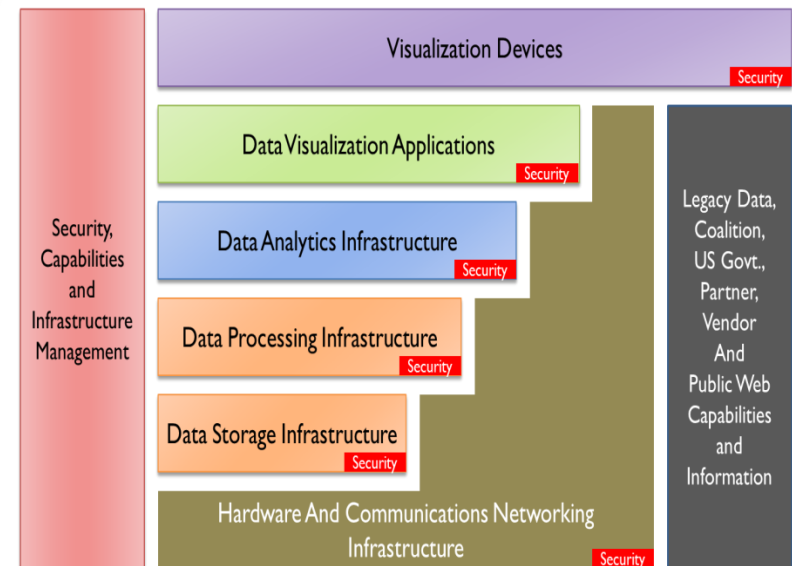 Security,
Capabilities
and
Infrastructure
Management
Visualization Devices
Security
Data Visualization Applications
Security
Data Analytics Infrastructure
Security
Data Processing Infrastructure
Security
Data Storage Infrastructure
Security
Hardware And Communications Networking
Infrastructure
Security
Legacy Data,
Coalition,
US Govt.,
Partner,
Vendor
And
Public Web
Capabilities
and
Information